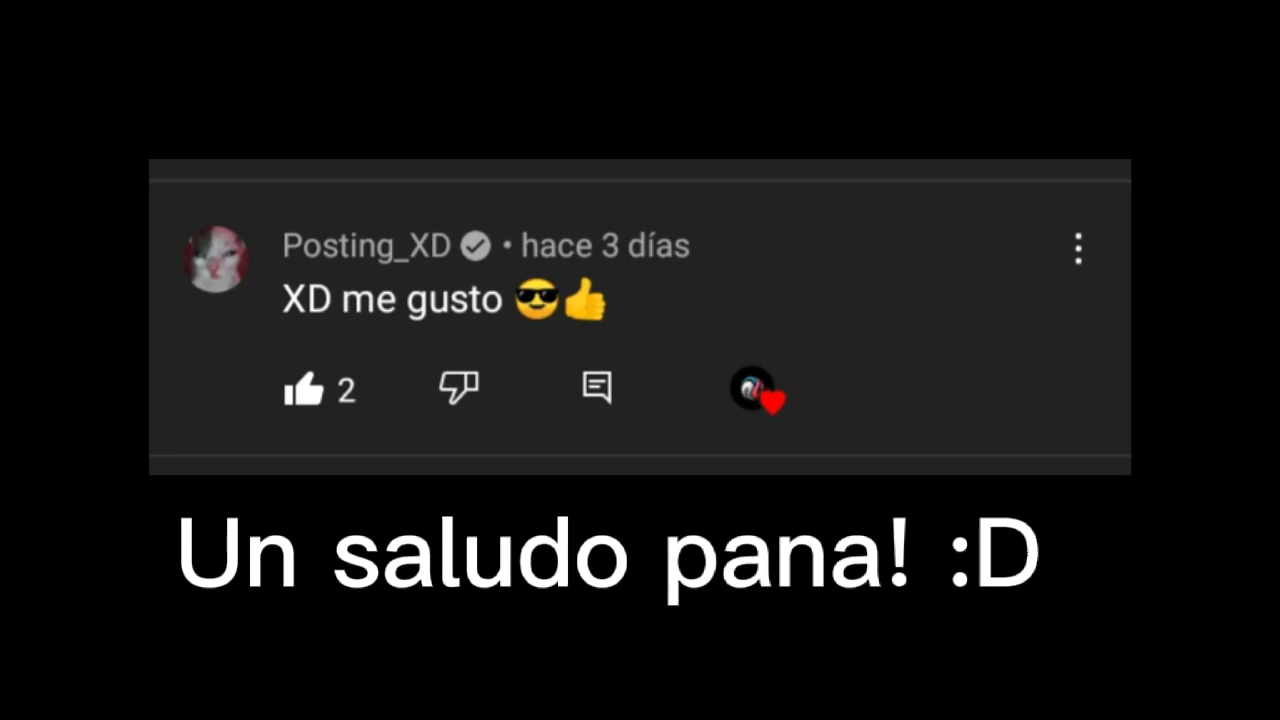 Posting_XD • hace 3 días
XD me gusto 😎👍
2
Un saludo pana! :D